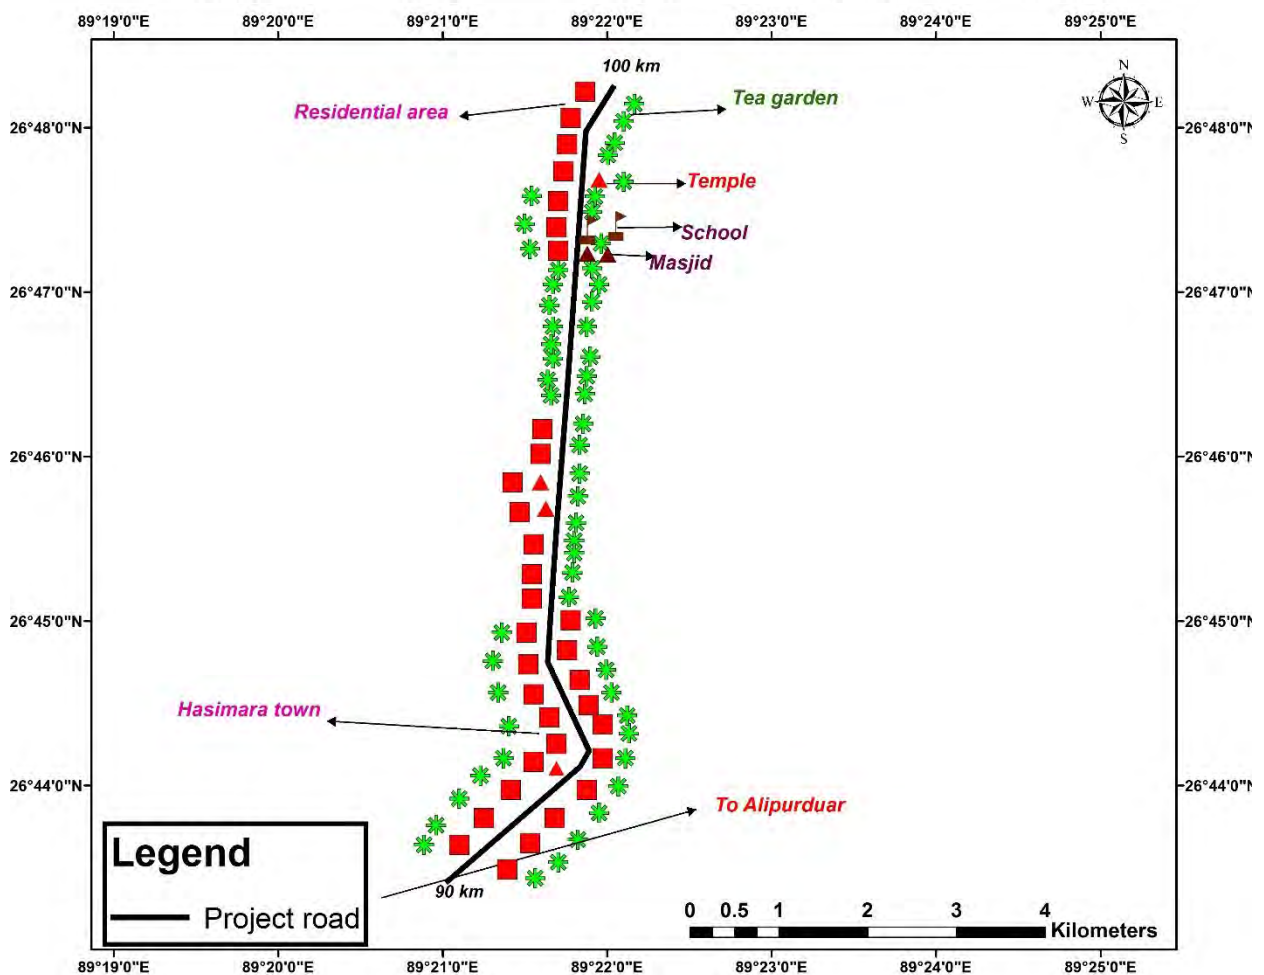 89°19'0"E 89°20'0"E 89°21'0"E 89°22'0"E 89°23'0"E 89°24'0"E 89°25'0"E
100 km
N
W E
S
Residential area
Tea garden
26°48'0"N 26°48'0"N
Temple
School
Masjid
26°47'0"N 26°47'0"N
26°46'0"N 26°46'0"N
26°45'0"N 26°45'0"N
Hasimara town
26°44'0"N 26°44'0"N
To Alipurduar
Legend
Project road
90 km
0 0.5 1 2 3 4
Kilometers
89°19'0"E 89°20'0"E 89°21'0"E 89°22'0"E 89°23'0"E 89°24'0"E 89°25'0"E